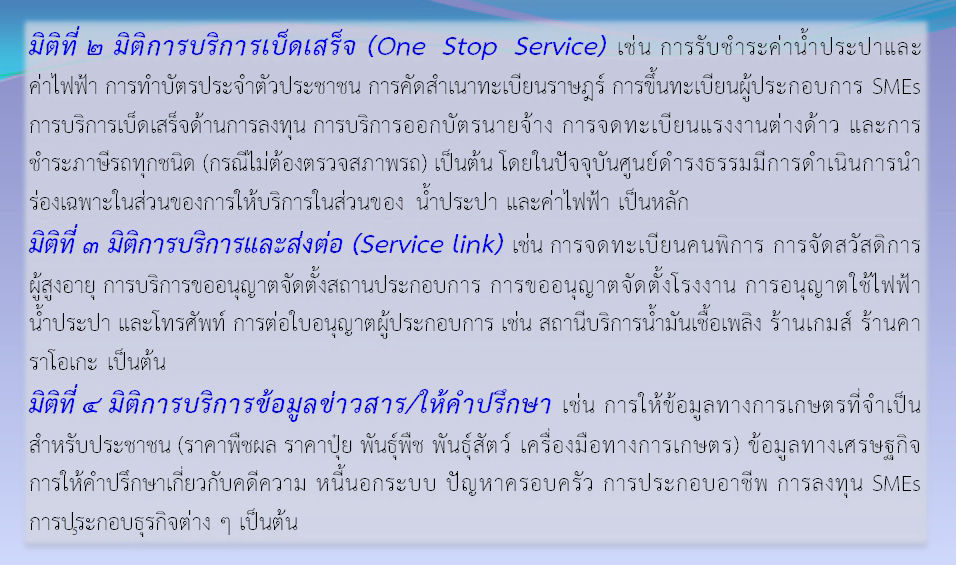 มิติที่ ๒ มิติการบริการเบ็ดเสร็จ (One Stop Service) เช่น การรับชำระค่าน้ำประปาและ
ค่าไฟฟ้า การทำบัตรประจำตัวประชาชน การคัดสำเนาทะเบียนราษฎร์ การขึ้นทะเบียนผู้ประกอบการ SMEs
การบริการเบ็ดเสร็จด้านการลงทุน การบริการออกบัตรนายจ้าง การจดทะเบียนแรงงานต่างด้าว และการ
ชำระภาษีรถทุกชนิด (กรณีไม่ต้องตรวจสภาพรถ) เป็นต้น โดยในปัจจุบันศูนย์ดำรงธรรมมีการดำเนินการนำ
ร่องเฉพาะในส่วนของการให้บริการในส่วนของ น้ำประปา และค่าไฟฟ้า เป็นหลัก
มิติที่ ๓ มิติการบริการและส่งต่อ (Service link) เช่น การจดทะเบียนคนพิการ การจัดสวัสดิการ
ผู้สูงอายุ การบริการขออนุญาตจัดตั้งสถานประกอบการ การขออนุญาตจัดตั้งโรงงาน การอนุญาตใช้ไฟฟ้า
น้ำประปา และโทรศัพท์ การต่อใบอนุญาตผู้ประกอบการ เช่น สถานีบริการน้ำมันเชื้อเพลิง ร้านเกมส์ ร้านคา
ราโอเกะ เป็นต้น
มิติที่ ๔ มิติการบริการข้อมูลข่าวสาร/ให้คำปรึกษา เช่น การให้ข้อมูลทางการเกษตรที่จำเป็น
สำหรับประชาชน (ราคาพืชผล ราคาปุ๋ย พันธุ์พืช พันธุ์สัตว์ เครื่องมือทางการเกษตร) ข้อมูลทางเศรษฐกิจ
การให้คำปรึกษาเกี่ยวกับคดีความ หนี้นอกระบบ ปัญหาครอบครัว การประกอบอาชีพ การลงทุน SMEs
การประกอบธุรกิจต่าง ๆ เป็นต้น